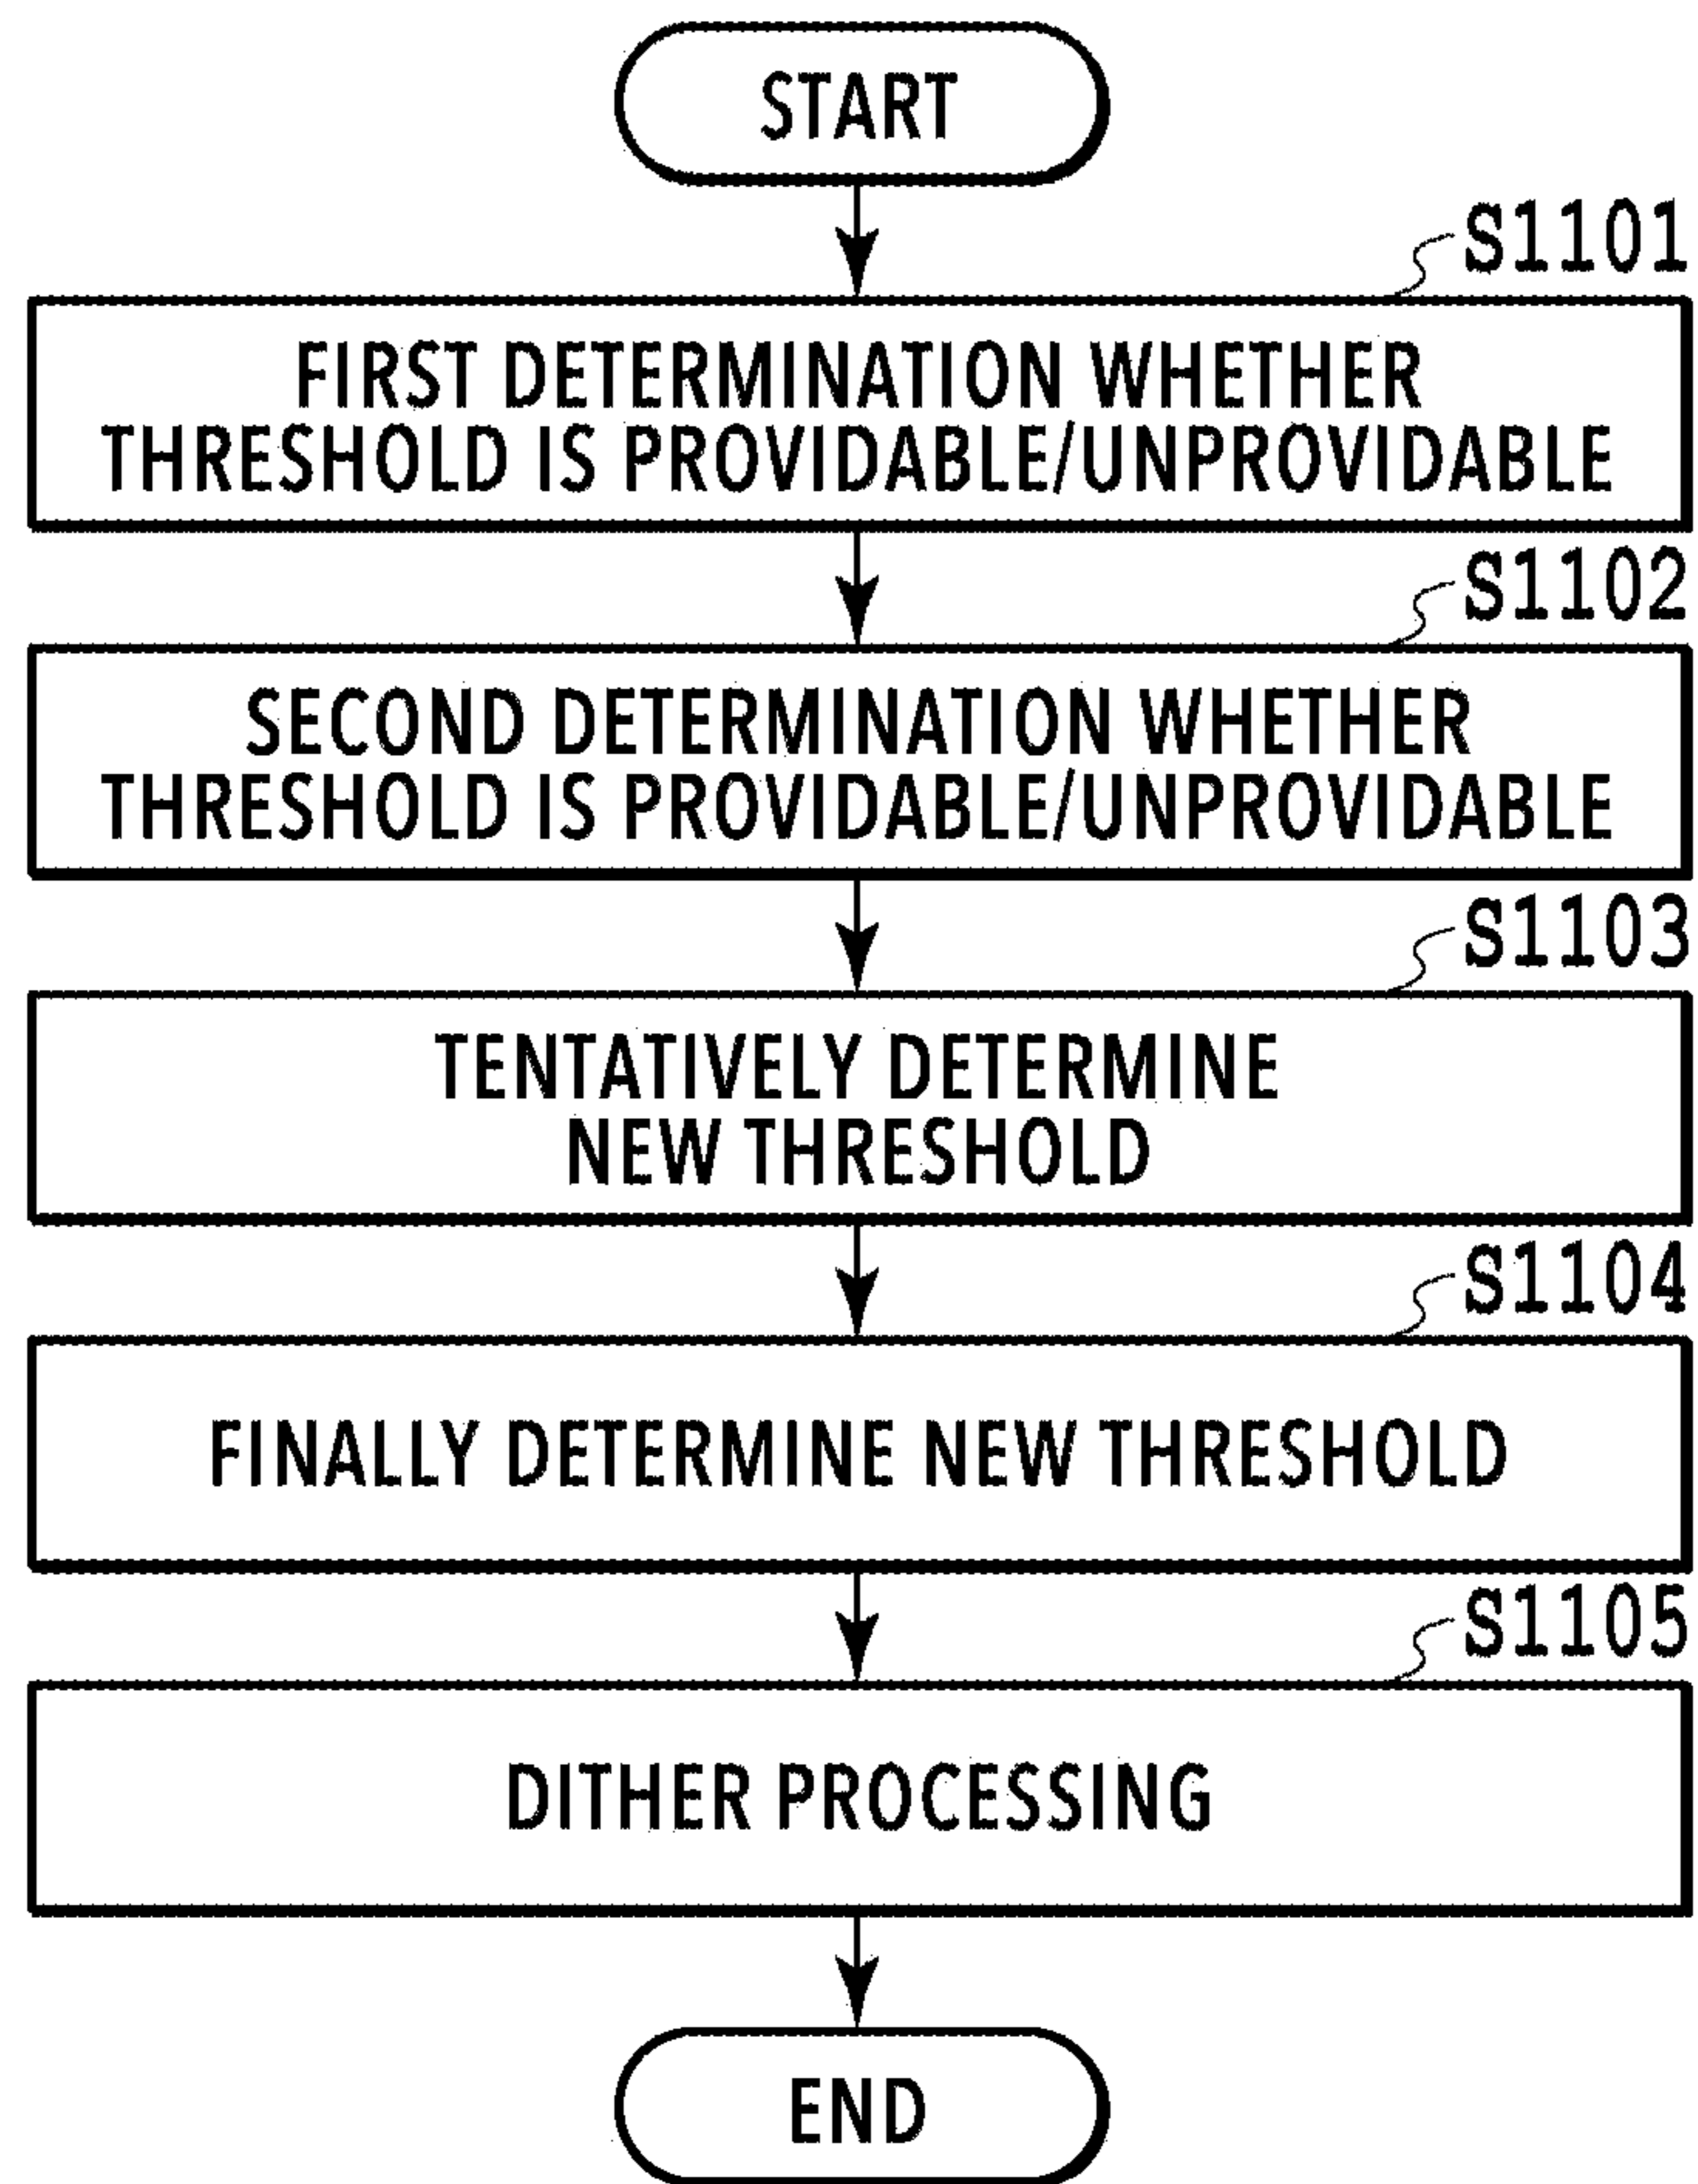 START
S1101
FIRST DETERMINATION WHETHER
THRESHOLD IS PROVIDABLE/UNPROVIDABLE
S1102
SECOND DETERMINATION WHETHER
THRESHOLD IS PROVIDABLE/UNPROVIDABLE
S1103
TENTATIVELY DETERMINE
NEW THRESHOLD
S1104
FINALLY DETERMINE NEW THRESHOLD
S1105
DITHER PROCESSING
END